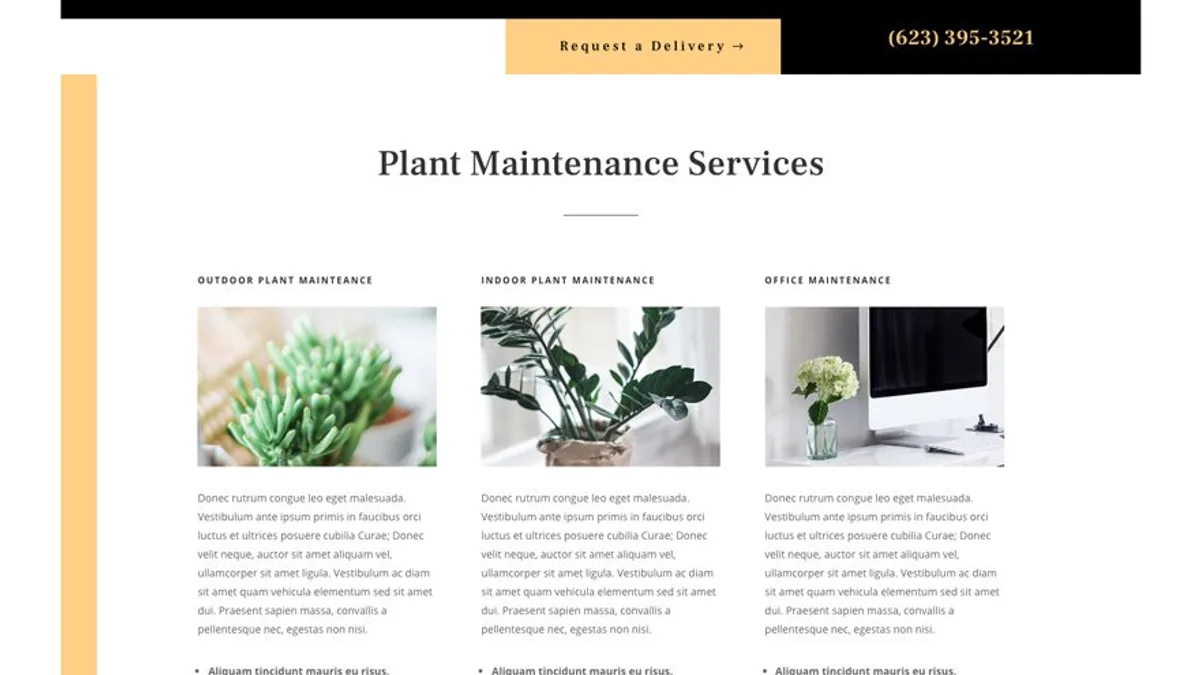 Request a Delivery →
(623) 395-3521
Plant Maintenance Services
OUTDOOR PLANT MAINTEANCE
Donec rutrum congue leo eget malesuada.
Vestibulum ante ipsum primis in faucibus orci
luctus et ultrices posuere cubilia Curae; Donec
velit neque, auctor sit amet aliquam vel,
ullamcorper sit amet ligula. Vestibulum ac diam
sit amet quam vehicula elementum sed sit amet
dui. Praesent sapien massa, convallis a
pellentesque nec, egestas non nisi.
• Aliquam tincidunt mauris eu risus.
INDOOR PLANT MAINTENANCE
Donec rutrum congue leo eget malesuada.
Vestibulum ante ipsum primis in faucibus orci
luctus et ultrices posuere cubilia Curae; Donec
velit neque, auctor sit amet aliquam vel,
ullamcorper sit amet ligula. Vestibulum ac diam
sit amet quam vehicula elementum sed sit amet
dui. Praesent sapien massa, convallis a
pellentesque nec, egestas non nisi.
• Aliquam tincidunt mauris eu risus.
OFFICE MAINTENANCE
Donec rutrum congue leo eget malesuada.
Vestibulum ante ipsum primis in faucibus orci
luctus et ultrices posuere cubilia Curae; Donec
velit neque, auctor sit amet aliquam vel,
ullamcorper sit amet ligula. Vestibulum ac diam
sit amet quam vehicula elementum sed sit amet
dui. Praesent sapien massa, convallis a
pellentesque nec, egestas non nisi.
• Aliquam tincidunt mauris eu risus.